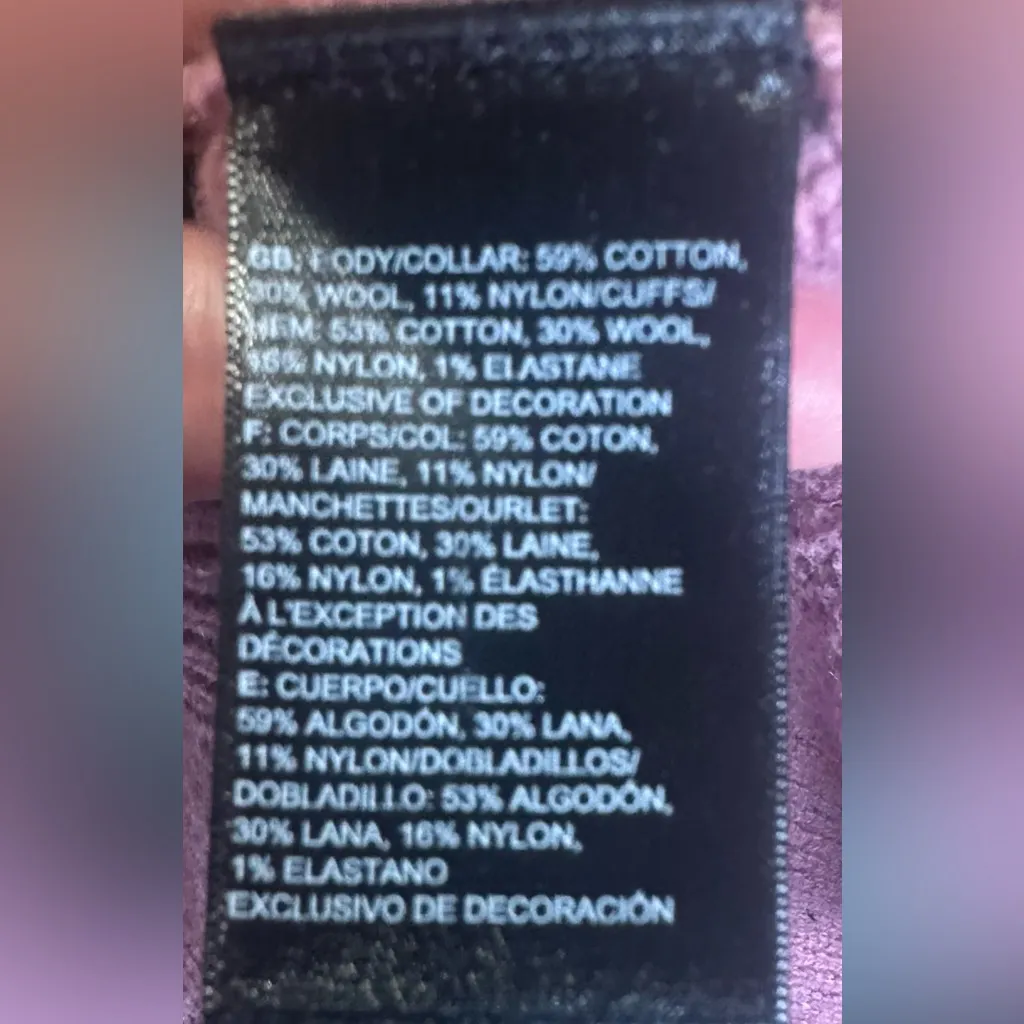 GB: BODY/COLLAR: 59% COTTON,
30% WOOL, 11% NYLON/CUFFS/
HEM: 53% COTTON, 30% WOOL,
16% NYLON, 1% ELASTANE
EXCLUSIVE OF DECORATION
F: CORPS/COL: 59% COTON,
30% LAINE, 11% NYLON/
MANCHETTES/OURLET:
53% COTON, 30% LAINE,
16% NYLON, 1% ÉLASTHANNE
À L'EXCEPTION DES
DÉCORATIONS
E: CUERPO/CUELLO:
59% ALGODÓN, 30% LANA,
11% NYLON/DOBLADILLOS/
DOBLADILLO: 53% ALGODÓN,
30% LANA, 16% NYLON,
1% ELASTANO
EXCLUSIVO DE DECORACIÓN